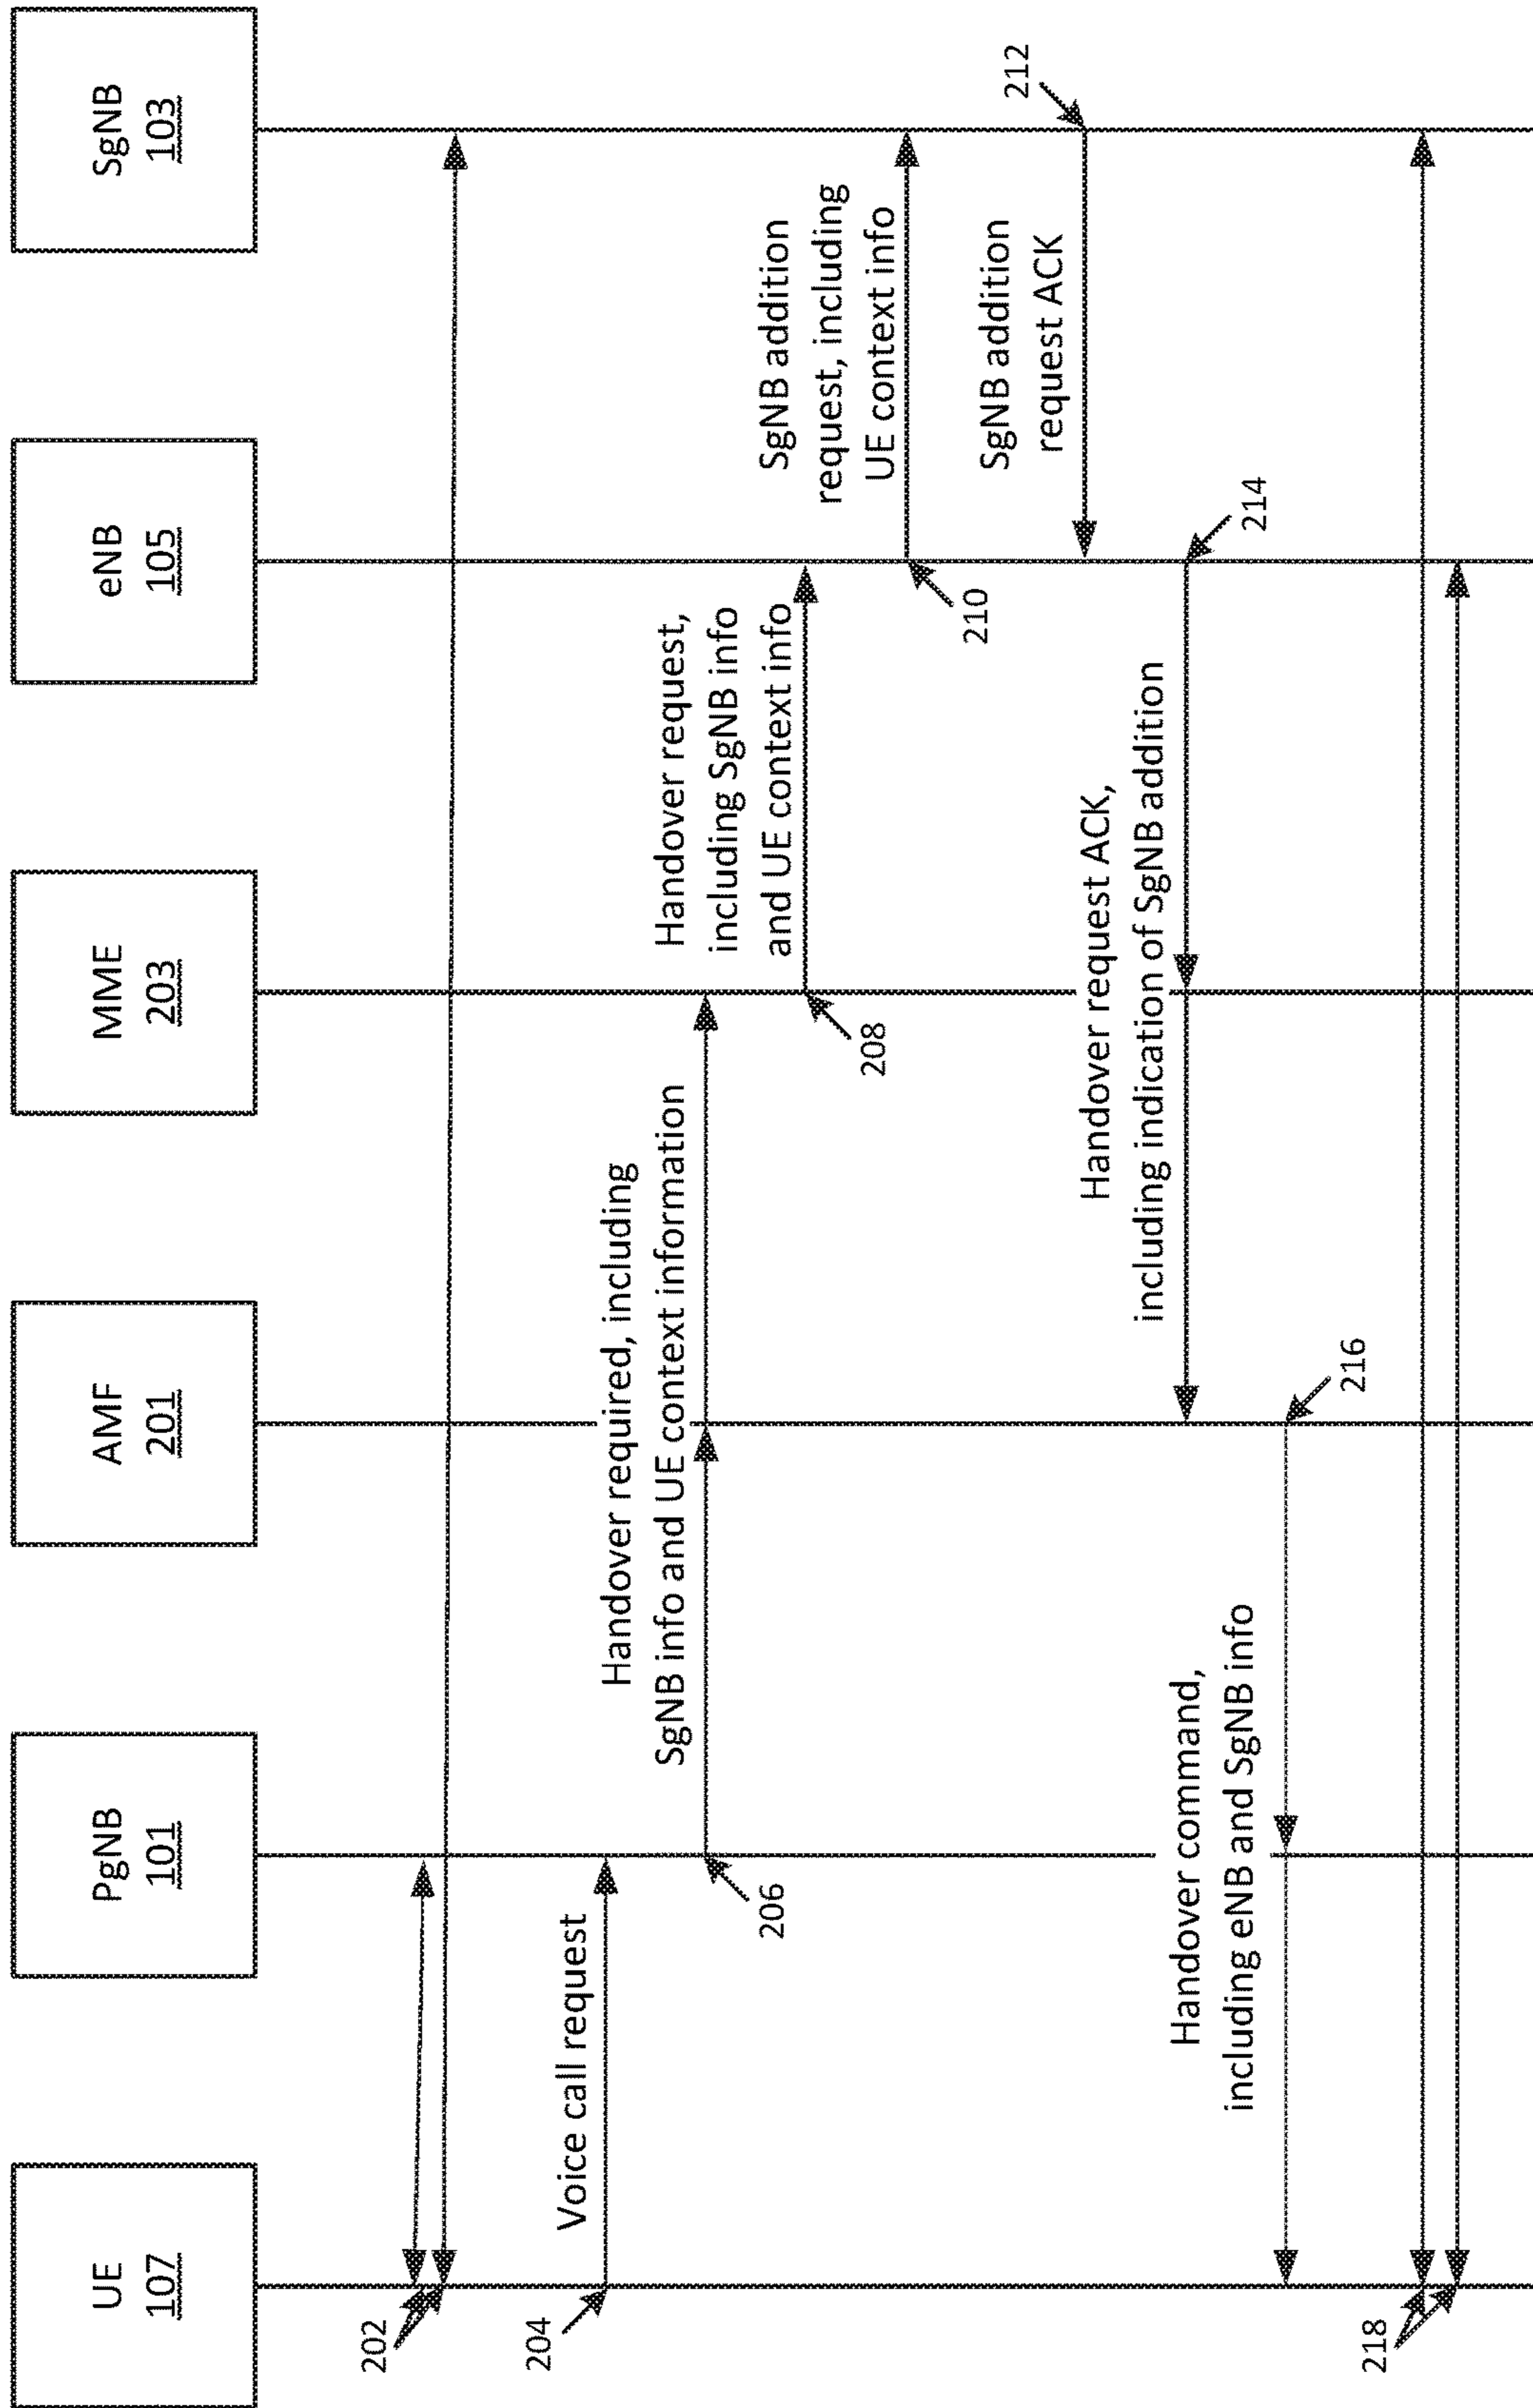 UE
107
PgNB
101
AMF
201
MME
203
eNB
105
SgNB
103
202
204
Voice call request
206
Handover required, including
SgNB info and UE context information
208
Handover request,
including SgNB info
and UE context info
210
SgNB addition
request, including
UE context info
212
SgNB addition
request ACK
214
Handover request ACK,
including indication of SgNB addition
216
Handover command,
including eNB and SgNB info
218